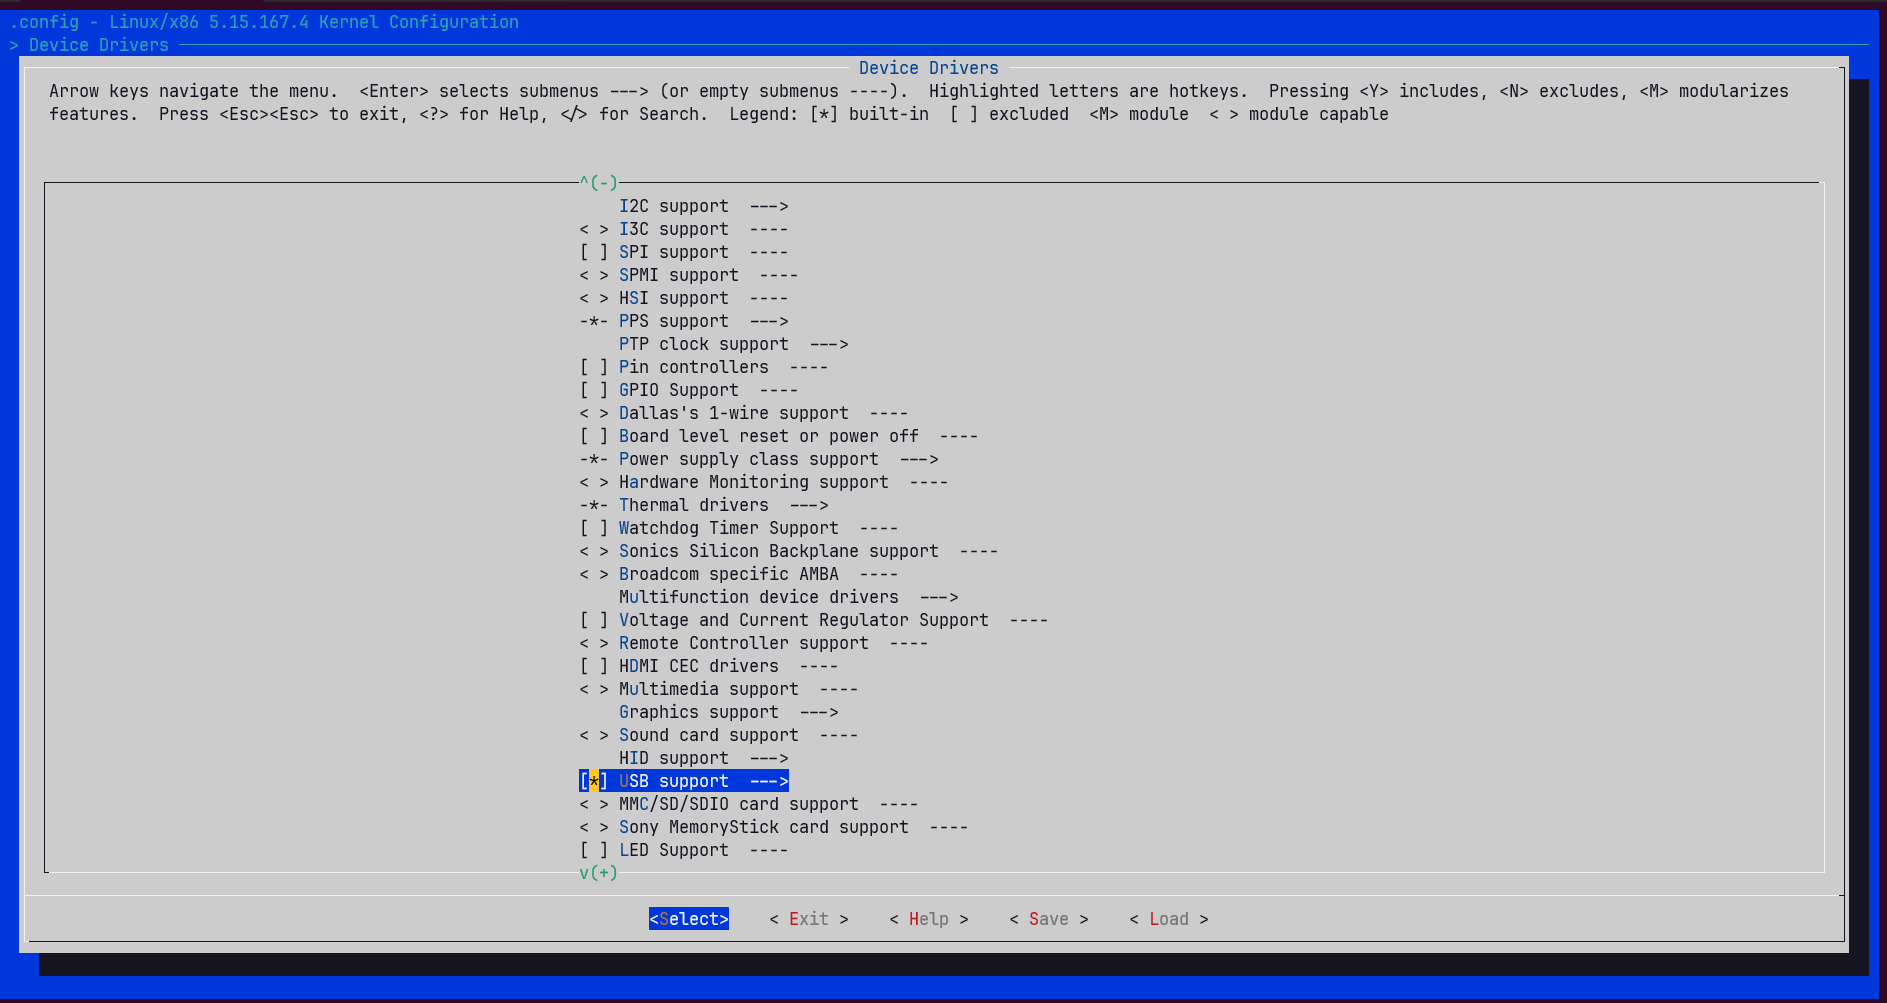 .config - Linux/x86 5.15.167.4 Kernel Configuration
> Device Drivers
Device Drivers
Arrow keys navigate the menu.  <Enter> selects submenus ---> (or empty submenus ----).  Highlighted letters are hotkeys.  Pressing <Y> includes, <N> excludes, <M> modularizes
features.  Press <Esc><Esc> to exit, <?> for Help, </> for Search.  Legend: [*] built-in  [ ] excluded  <M> module  < > module capable
^(-)
I2C support  --->
< > I3C support  ----
[ ] SPI support  ----
< > SPMI support  ----
< > HSI support  ----
-*- PPS support  --->
PTP clock support  --->
[ ] Pin controllers  ----
[ ] GPIO Support  ----
< > Dallas's 1-wire support  ----
[ ] Board level reset or power off  ----
-*- Power supply class support  --->
< > Hardware Monitoring support  ----
-*- Thermal drivers  --->
[ ] Watchdog Timer Support  ----
< > Sonics Silicon Backplane support  ----
< > Broadcom specific AMBA  ----
Multifunction device drivers  --->
[ ] Voltage and Current Regulator Support  ----
< > Remote Controller support  ----
[ ] HDMI CEC drivers  ----
< > Multimedia support  ----
Graphics support  --->
< > Sound card support  ----
HID support  --->
[*] USB support  --->
< > MMC/SD/SDIO card support  ----
< > Sony MemoryStick card support  ----
[ ] LED Support  ----
v(+)
<Select>    < Exit >    < Help >    < Save >    < Load >